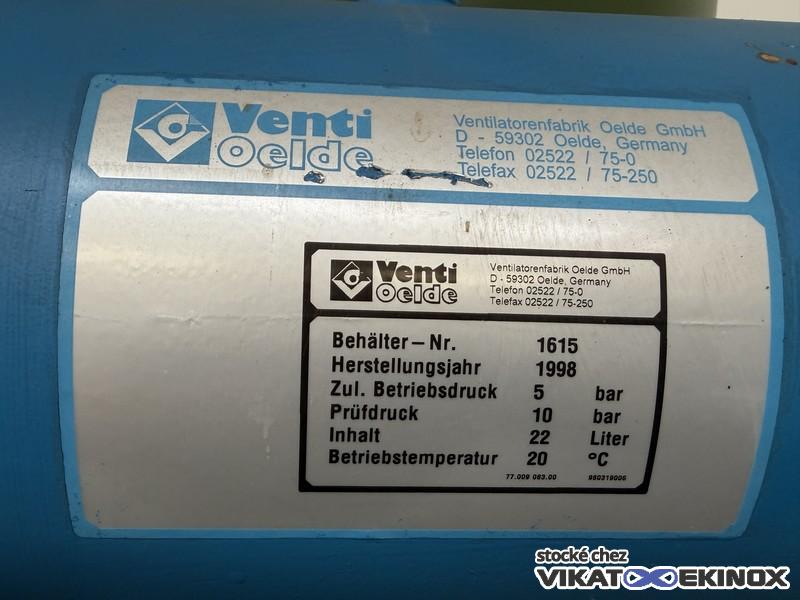 Venti
Oelde
Ventilatorenfabrik Oelde GmbH
D - 59302 Oelde, Germany
Telefon 02522 / 75-0
Telefax 02522 / 75-250
Venti
Oelde
Ventilatorenfabrik Oelde GmbH
D - 59302 Oelde, Germany
Telefon 02522 / 75-0
Telefax 02522 / 75-250
Behälter – Nr. 1615
Herstellungsjahr 1998
Zul. Betriebsdruck 5 bar
Prüfdruck 10 bar
Inhalt 22 Liter
Betriebstemperatur 20 °C
77.009 083.00 980319006
stocké chez
VIKATOO EKINOX